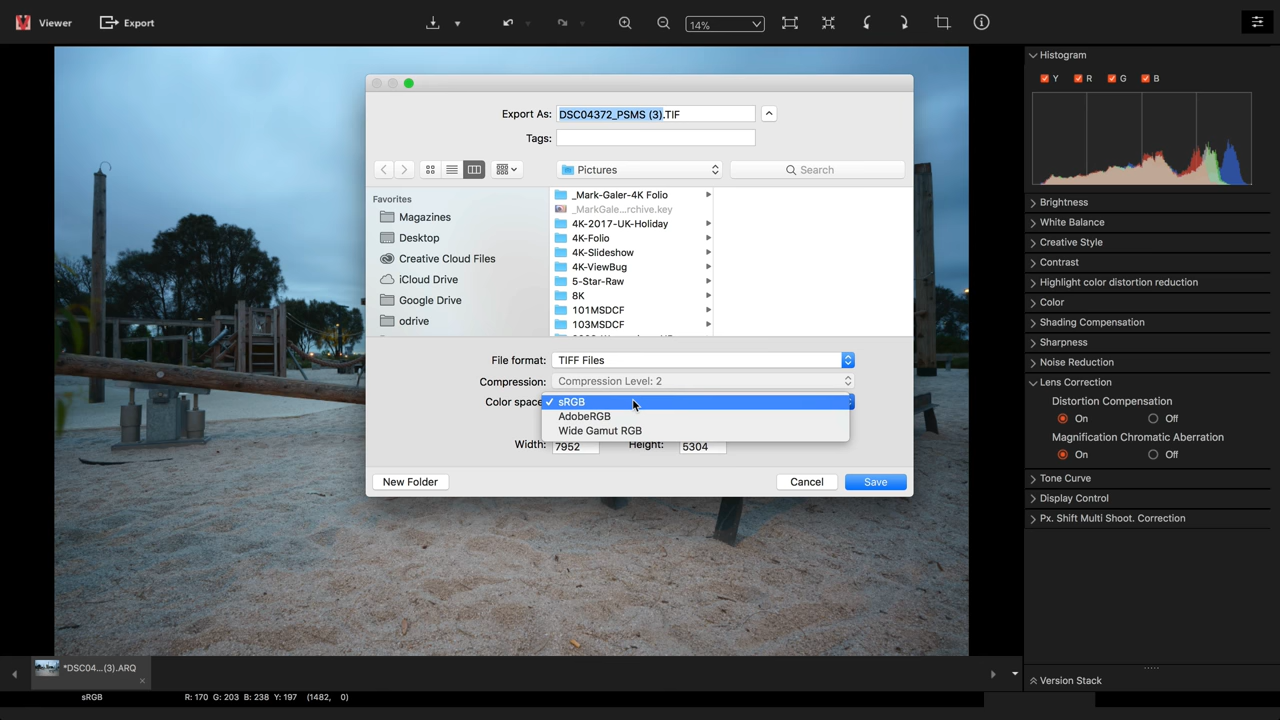 Viewer Export 14%
Export As: DSC04372_PSMS (3).TIF
Tags:
Pictures Search
Favorites
Magazines
Desktop
Creative Cloud Files
iCloud Drive
Google Drive
odrive
_Mark-Galer-4K Folio
_MarkGale...rchive.key
4K-2017-UK-Holiday
4K-Folio
4K-Slideshow
4K-ViewBug
5-Star-Raw
8K
101MSDCF
103MSDCF
File format: TIFF Files
Compression: Compression Level: 2
Color space
✓ sRGB
AdobeRGB
Wide Gamut RGB
Width: 7952 Height: 5304
New Folder Cancel Save
Histogram
Y R G B
Brightness
White Balance
Creative Style
Contrast
Highlight color distortion reduction
Color
Shading Compensation
Sharpness
Noise Reduction
Lens Correction
Distortion Compensation
On Off
Magnification Chromatic Aberration
On Off
Tone Curve
Display Control
Px. Shift Multi Shoot. Correction
Version Stack
*DSC04...(3).ARQ
sRGB R: 170 G: 203 B: 238 Y: 197 (1482, 0)